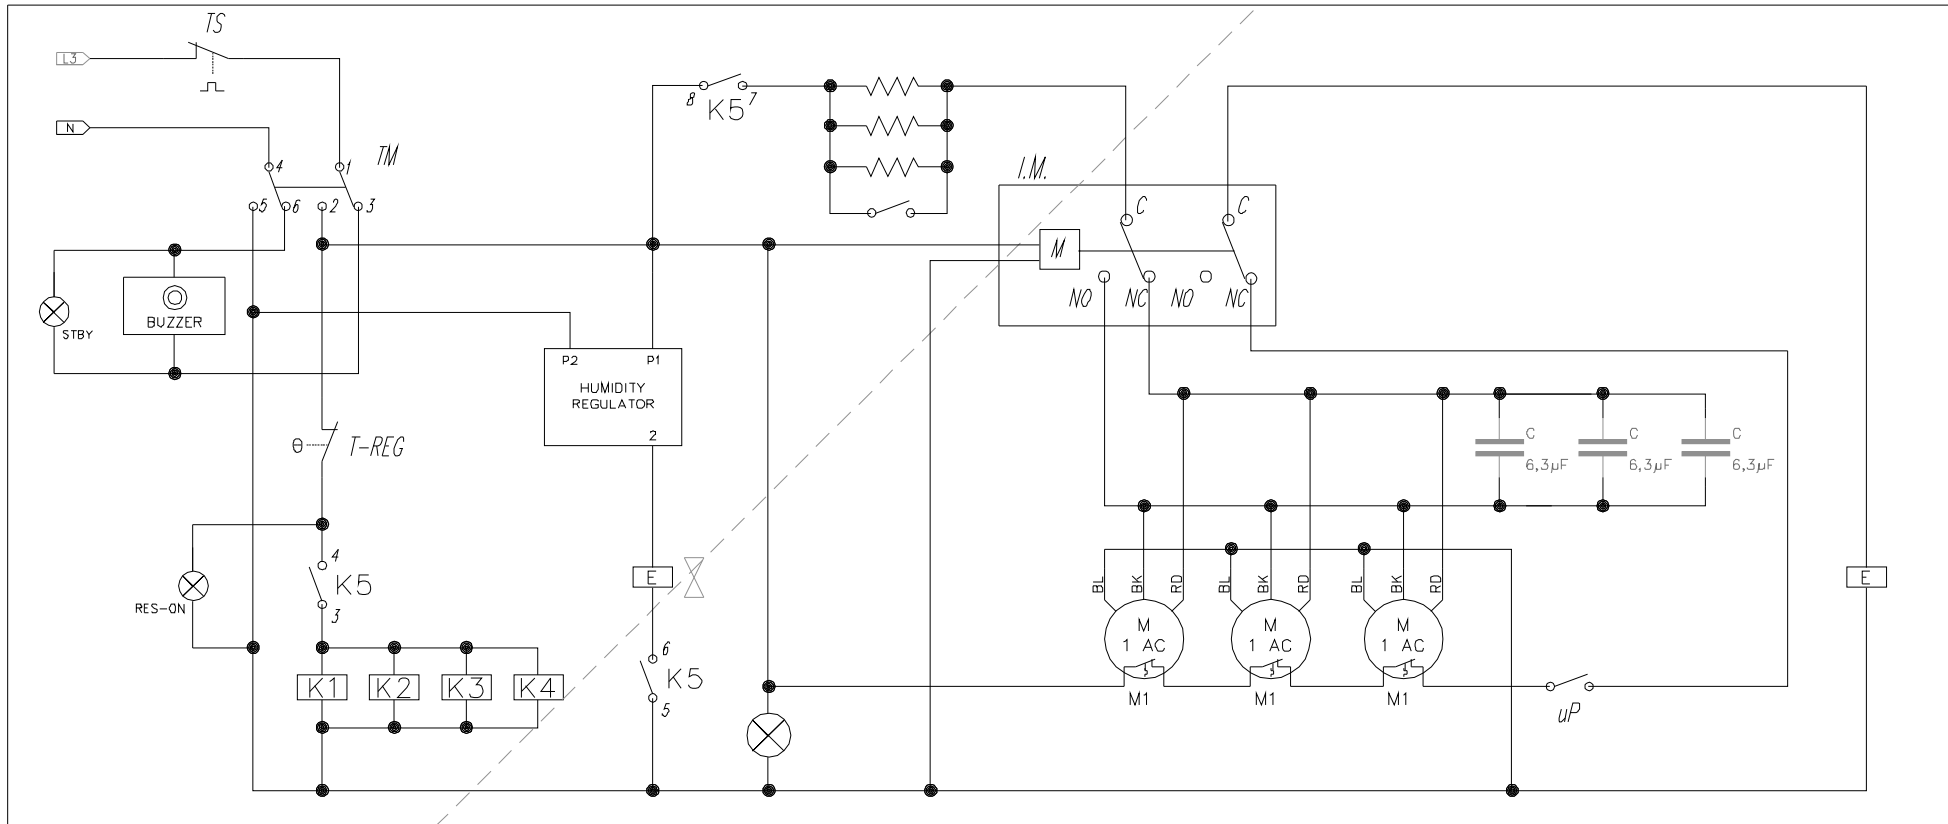 TS
L3
N
4 1 TM
5 6 2 3
8 K5 7
I.M.
C C
M
NO NC NO NC
BUZZER
STBY
P2 P1
HUMIDITY
REGULATOR
2
θ T-REG
C C C
6,3µF 6,3µF 6,3µF
4
K5
3
RES-ON
E
E
BL BK RD BL BK RD BL BK RD
M M M
1 AC 1 AC 1 AC
6
K5
5
K1 K2 K3 K4
M1 M1 M1
uP